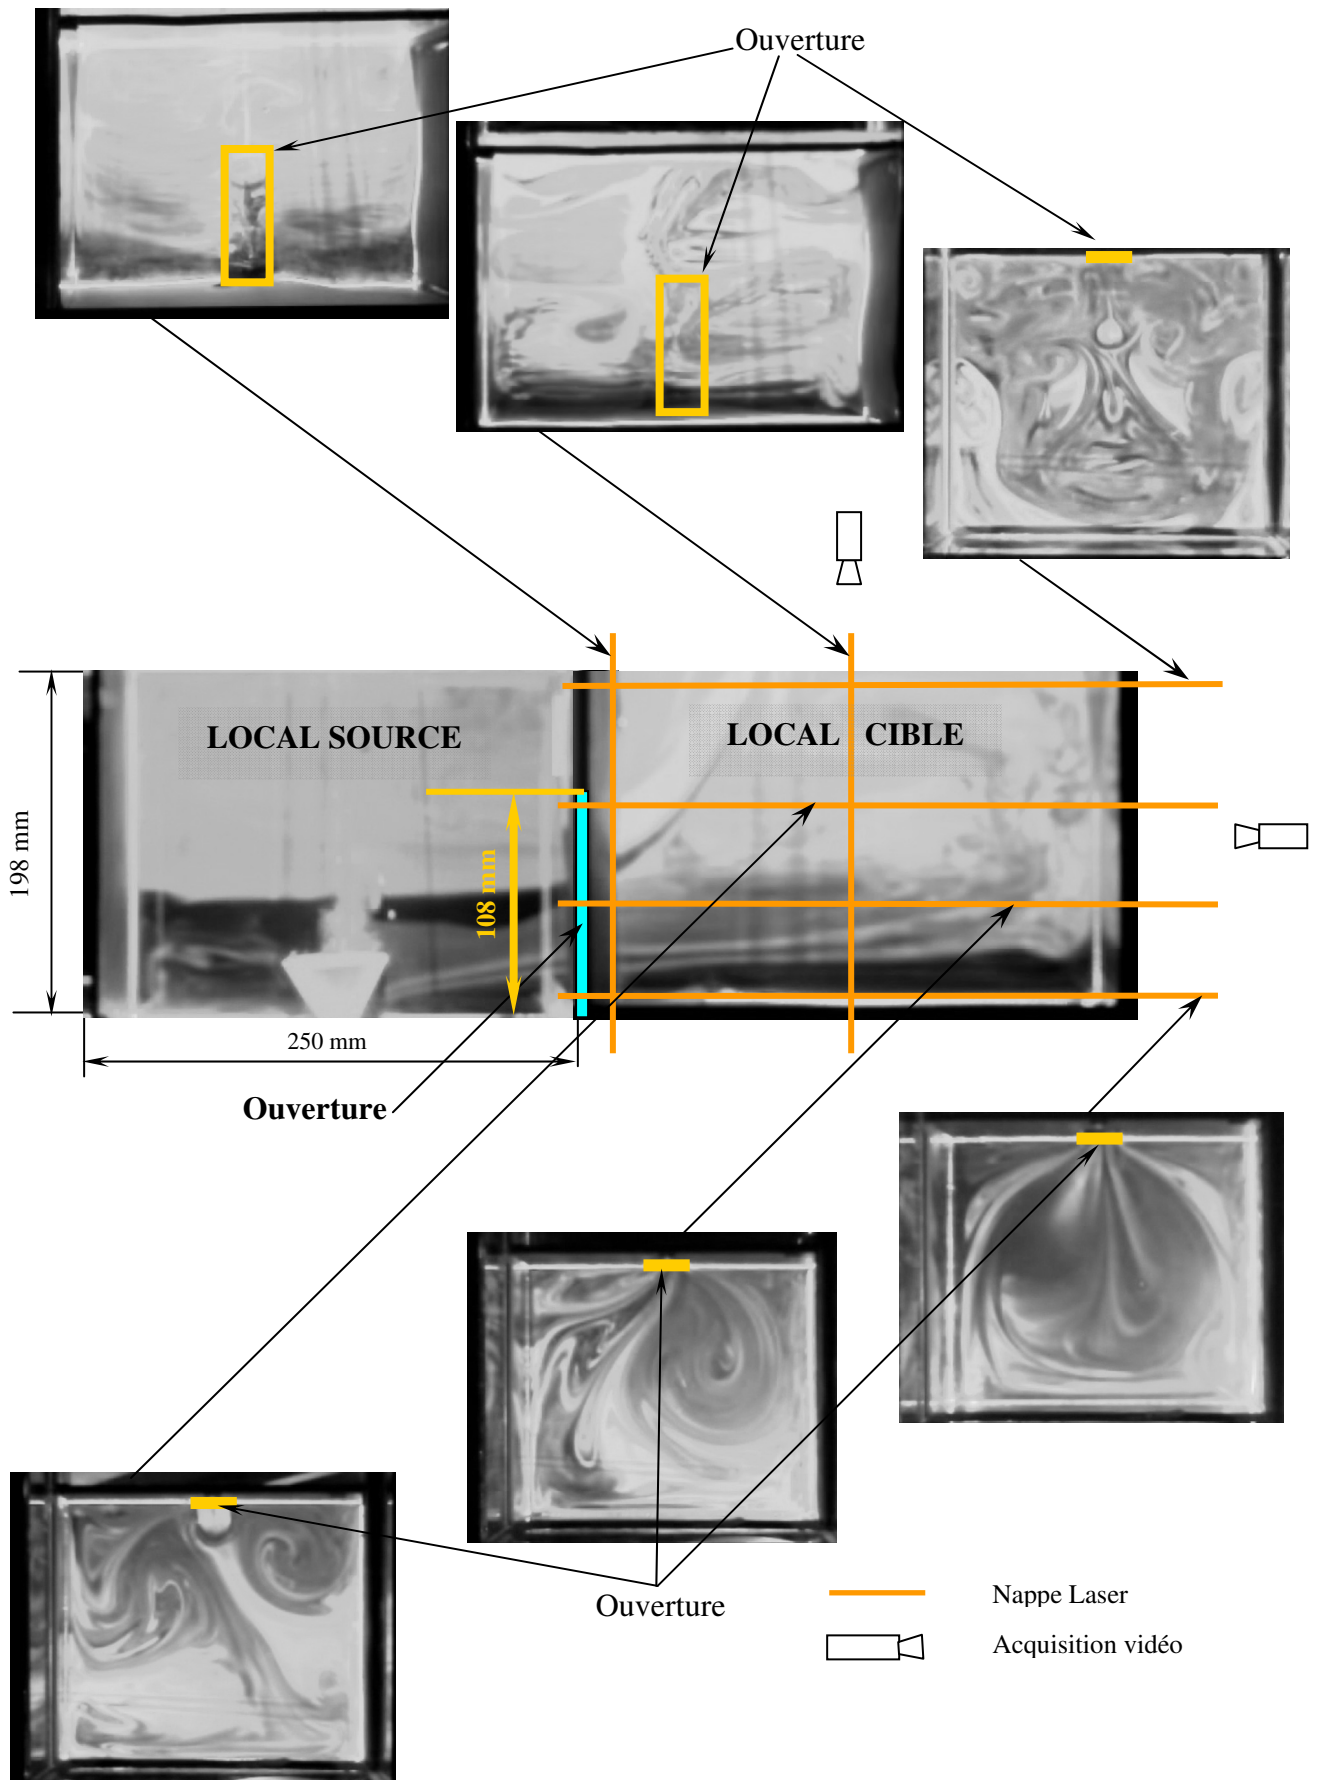 Ouverture
LOCAL SOURCE
LOCAL CIBLE
198 mm
108 mm
250 mm
Ouverture
Ouverture
Nappe Laser
Acquisition vidéo